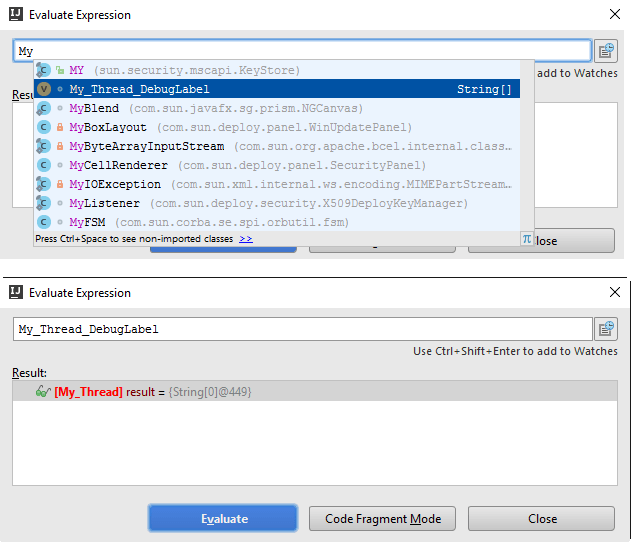 IJ Evaluate Expression
My
add to Watches
Resu
MY (sun.security.mscapi.KeyStore)
V My_Thread_DebugLabel String[]
C MyBlend (com.sun.javafx.sg.prism.NGCanvas)
C MyBoxLayout (com.sun.deploy.panel.WinUpdatePanel)
C MyByteArrayInputStream (com.sun.org.apache.bcel.internal.class…
C MyCellRenderer (com.sun.deploy.panel.SecurityPanel)
C MyIOException (com.sun.xml.internal.ws.encoding.MIMEPartStream…
C MyListener (com.sun.deploy.security.X509DeployKeyManager)
C MyFSM (com.sun.corba.se.spi.orbutil.fsm)
Press Ctrl+Space to see non-imported classes >> π
lose
IJ Evaluate Expression
My_Thread_DebugLabel
Use Ctrl+Shift+Enter to add to Watches
Result:
[My_Thread] result = {String[0]@449}
Evaluate Code Fragment Mode Close